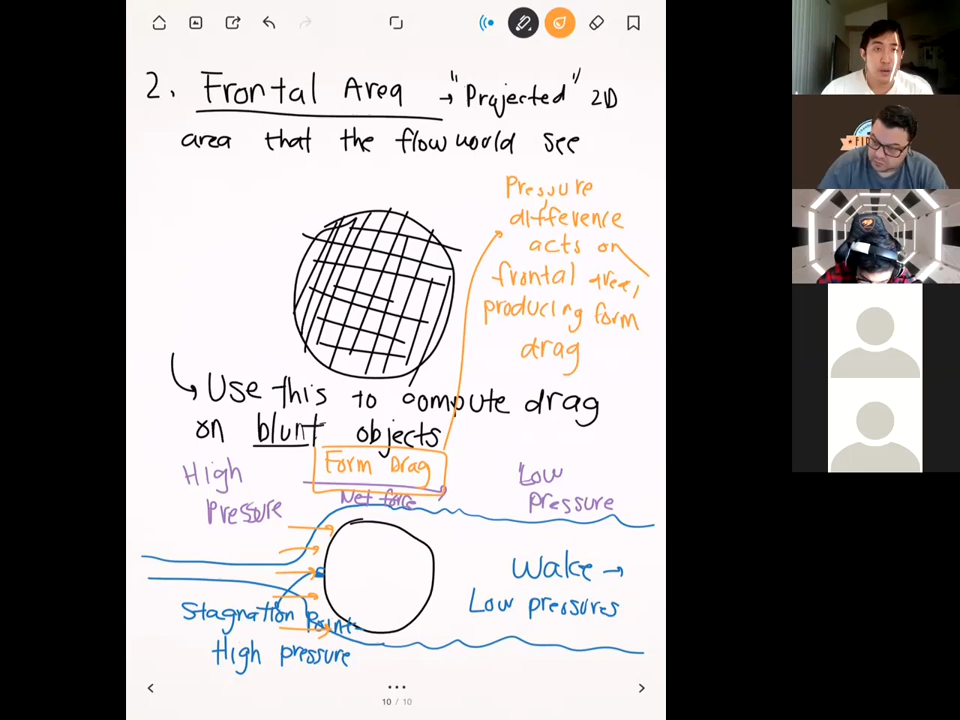 2. Frontal Area → "Projected" 2D
area that the flow would see
Pressure
difference
acts on
frontal area,
producing form
drag
Use this to compute drag
on blunt objects
Form Drag
High
Pressure
Net force
Low
Pressure
Wake →
Low pressures
Stagnation Point
High pressure
10 / 10